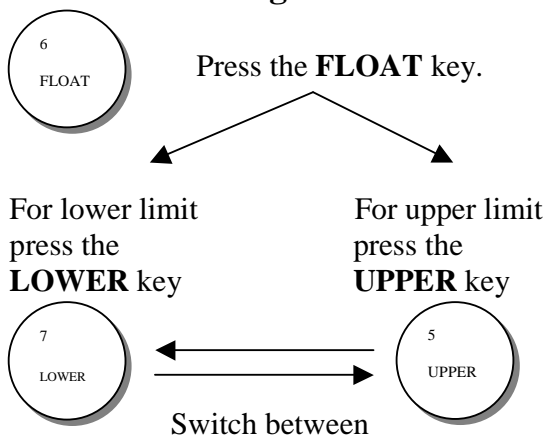 6
FLOAT
Press the FLOAT key.
For lower limit
press the
LOWER key
For upper limit
press the
UPPER key
7
LOWER
5
UPPER
Switch between